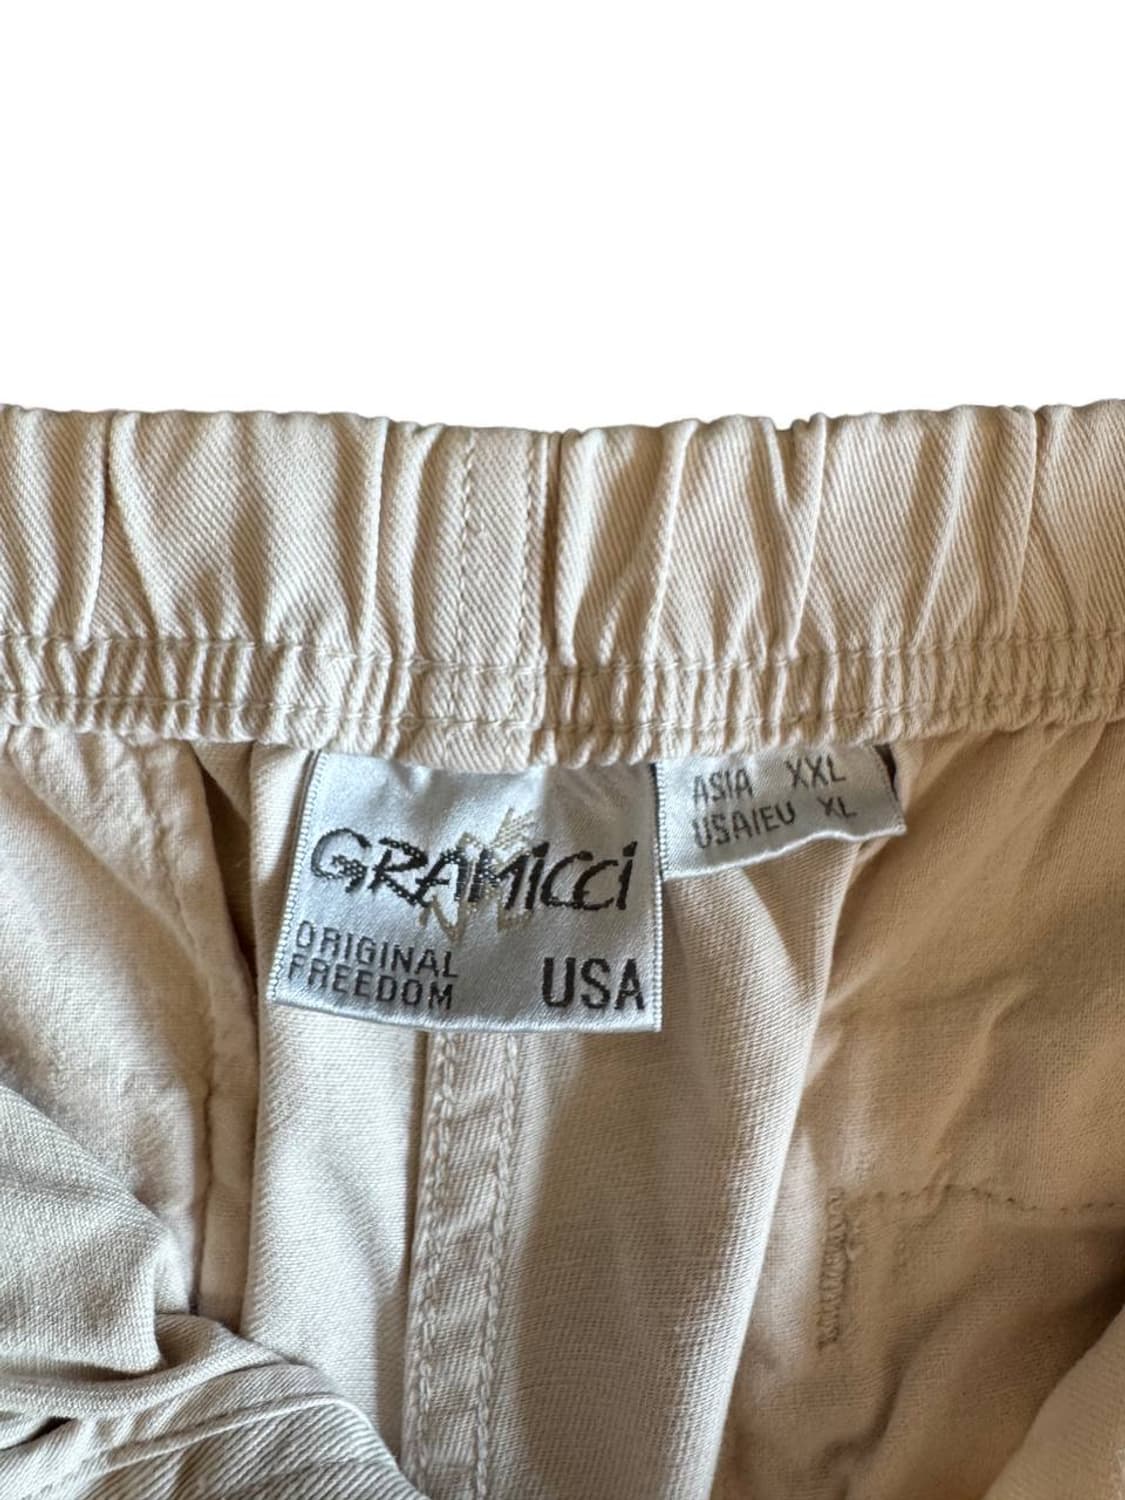 GRAMiCCi
ORIGINAL
FREEDOM
USA
ASIA XXL
USA/EU XL